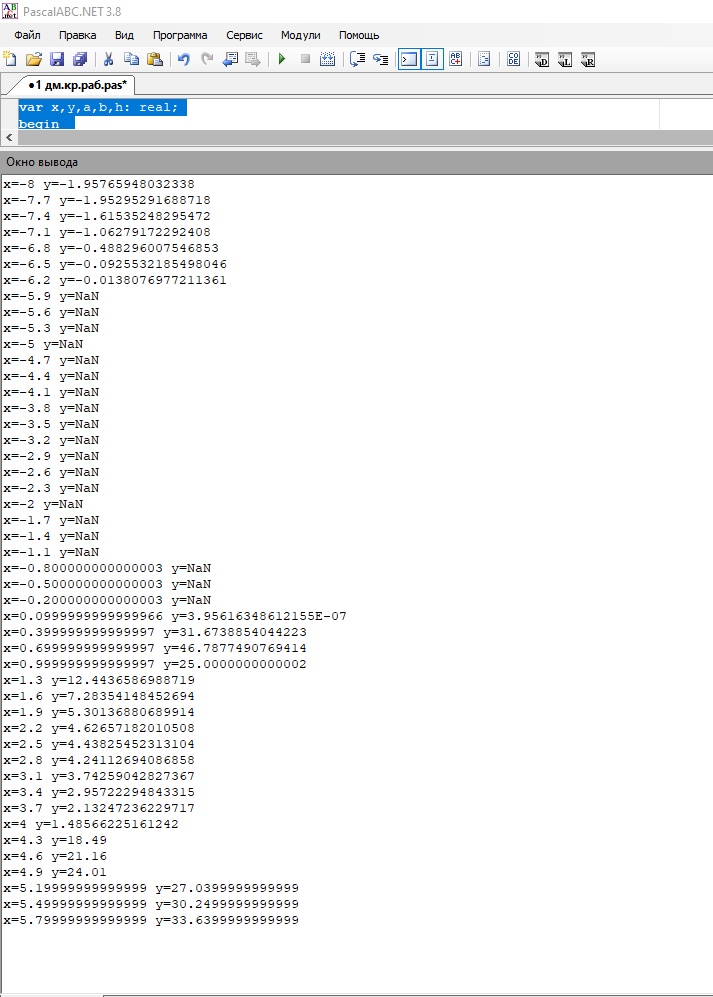 PascalABC.NET 3.8
Файл Правка Вид Программа Сервис Модули Помощь
●1 дм.кр.раб.pas*
var x,y,a,b,h: real;
begin
Окно вывода
x=-8 y=-1.95765948032338
x=-7.7 y=-1.95295291688718
x=-7.4 y=-1.61535248295472
x=-7.1 y=-1.06279172292408
x=-6.8 y=-0.488296007546853
x=-6.5 y=-0.0925532185498046
x=-6.2 y=-0.0138076977211361
x=-5.9 y=NaN
x=-5.6 y=NaN
x=-5.3 y=NaN
x=-5 y=NaN
x=-4.7 y=NaN
x=-4.4 y=NaN
x=-4.1 y=NaN
x=-3.8 y=NaN
x=-3.5 y=NaN
x=-3.2 y=NaN
x=-2.9 y=NaN
x=-2.6 y=NaN
x=-2.3 y=NaN
x=-2 y=NaN
x=-1.7 y=NaN
x=-1.4 y=NaN
x=-1.1 y=NaN
x=-0.800000000000003 y=NaN
x=-0.500000000000003 y=NaN
x=-0.200000000000003 y=NaN
x=0.0999999999999966 y=3.95616348612155E-07
x=0.399999999999997 y=31.6738854044223
x=0.699999999999997 y=46.7877490769414
x=0.999999999999997 y=25.0000000000002
x=1.3 y=12.4436586988719
x=1.6 y=7.28354148452694
x=1.9 y=5.30136880689914
x=2.2 y=4.62657182010508
x=2.5 y=4.43825452313104
x=2.8 y=4.24112694086858
x=3.1 y=3.74259042827367
x=3.4 y=2.95722294843315
x=3.7 y=2.13247236229717
x=4 y=1.48566225161242
x=4.3 y=18.49
x=4.6 y=21.16
x=4.9 y=24.01
x=5.19999999999999 y=27.0399999999999
x=5.49999999999999 y=30.2499999999999
x=5.79999999999999 y=33.6399999999999